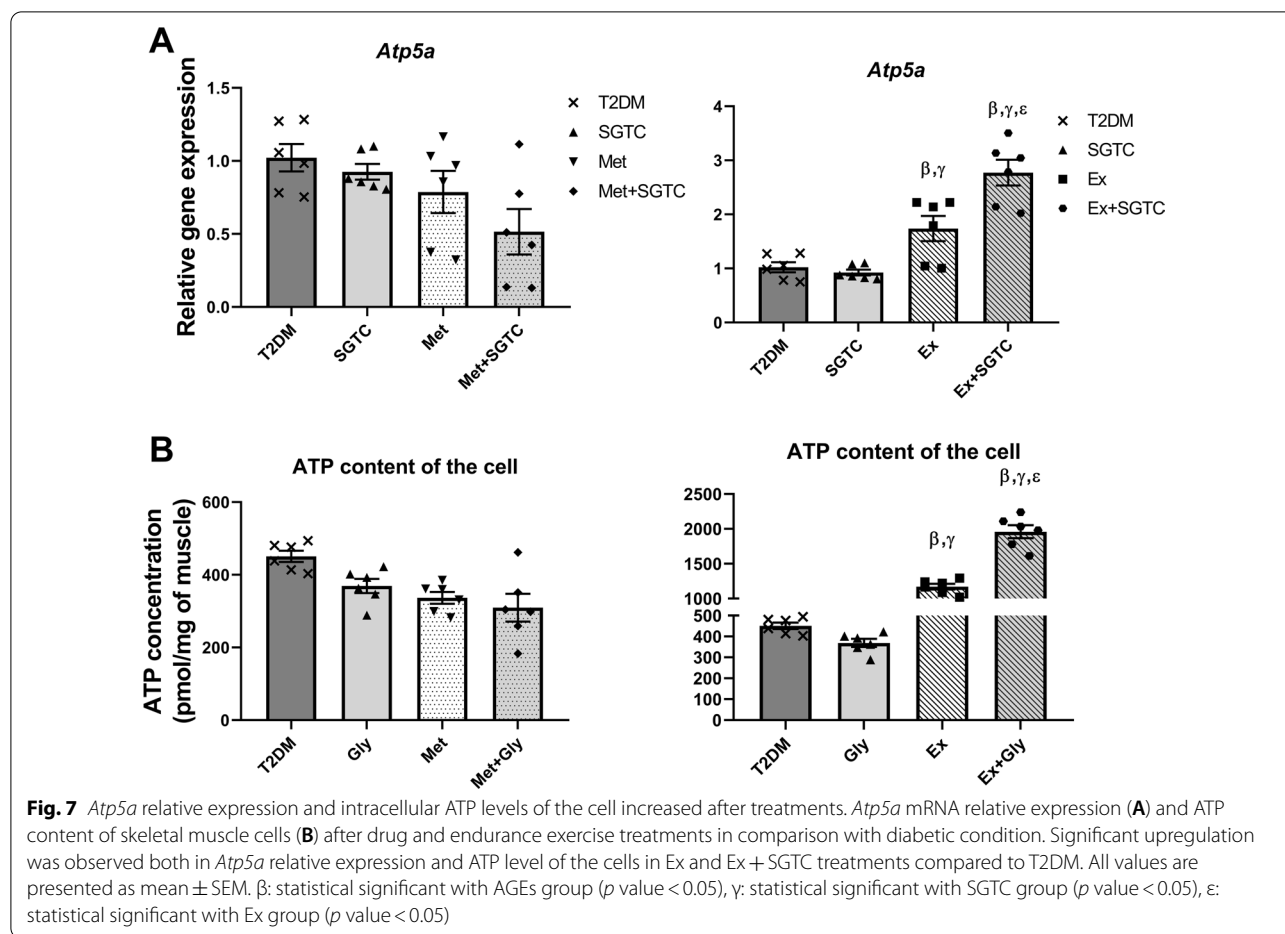 A
Atp5a
Relative gene expression
1.5
1.0
0.5
0.0
T2DM
SGTC
Met
Met+SGTC
T2DM
SGTC
Met
Met+SGTC
Atp5a
4
3
2
1
0
β,γ
β,γ,ε
T2DM
SGTC
Ex
Ex+SGTC
T2DM
SGTC
Ex
Ex+SGTC
B
ATP content of the cell
ATP concentration
(pmol/mg of muscle)
600
400
200
0
T2DM
Gly
Met
Met+Gly
ATP content of the cell
2500
2000
1500
1000
500
400
300
200
100
0
β,γ
β,γ,ε
T2DM
Gly
Ex
Ex+Gly
Fig. 7 Atp5a relative expression and intracellular ATP levels of the cell increased after treatments. Atp5a mRNA relative expression (A) and ATP
content of skeletal muscle cells (B) after drug and endurance exercise treatments in comparison with diabetic condition. Significant upregulation
was observed both in Atp5a relative expression and ATP level of the cells in Ex and Ex + SGTC treatments compared to T2DM. All values are
presented as mean ± SEM. β: statistical significant with AGEs group (p value < 0.05), γ: statistical significant with SGTC group (p value < 0.05), ε:
statistical significant with Ex group (p value < 0.05)